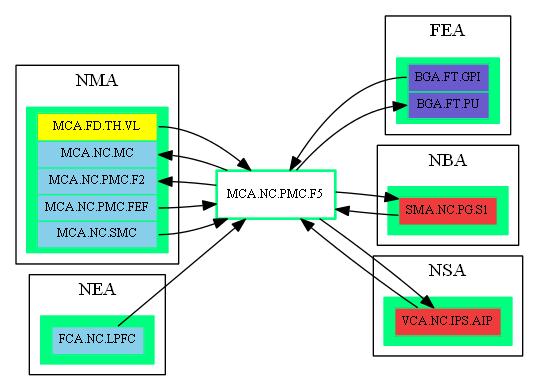 FEA
BGA.FT.GPI
BGA.FT.PU
NMA
MCA.FD.TH.VL
MCA.NC.MC
MCA.NC.PMC.F2
MCA.NC.PMC.FEF
MCA.NC.SMC
MCA.NC.PMC.F5
NBA
SMA.NC.PG.S1
NEA
FCA.NC.LPFC
NSA
VCA.NC.IPS.AIP